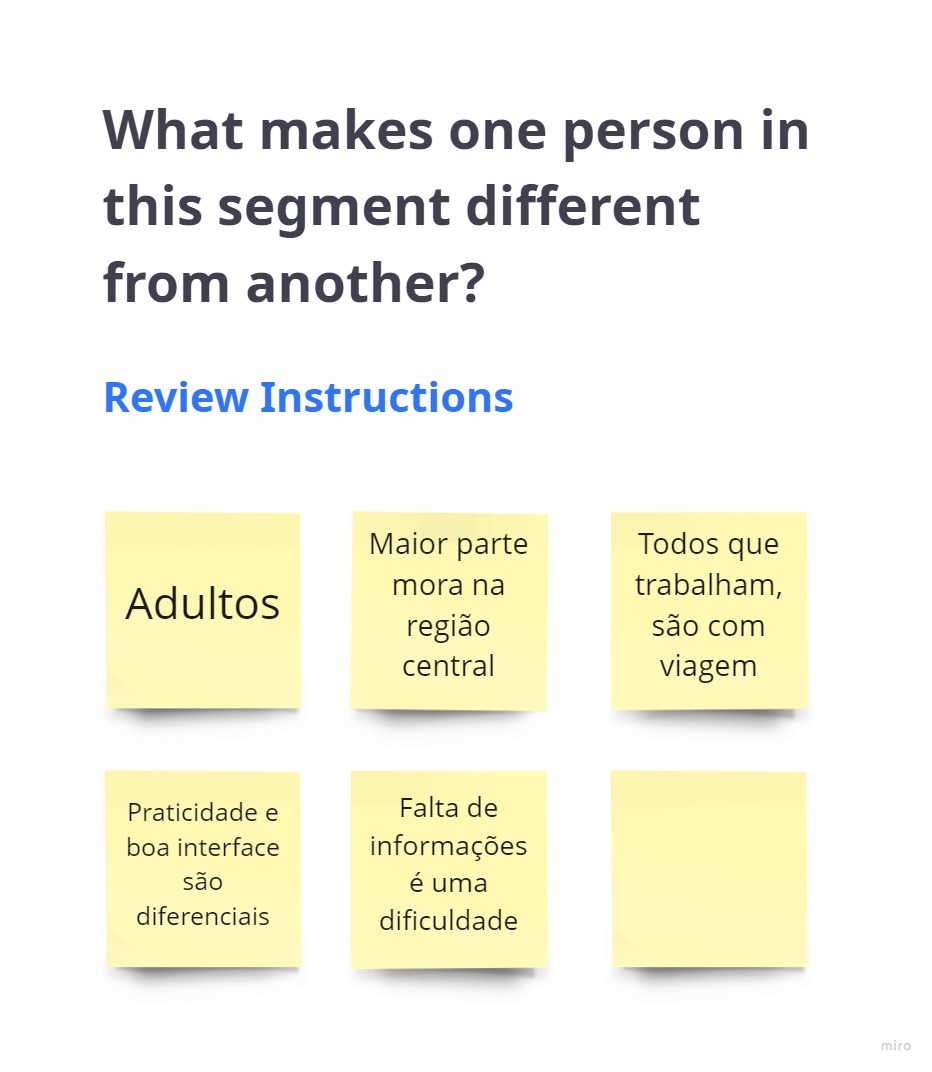 What makes one person in
this segment different
from another?
Review Instructions
Adultos
Maior parte
mora na
região
central
Todos que
trabalham,
são com
viagem
Praticidade e
boa interface
são
diferenciais
Falta de
informações
é uma
dificuldade
miro